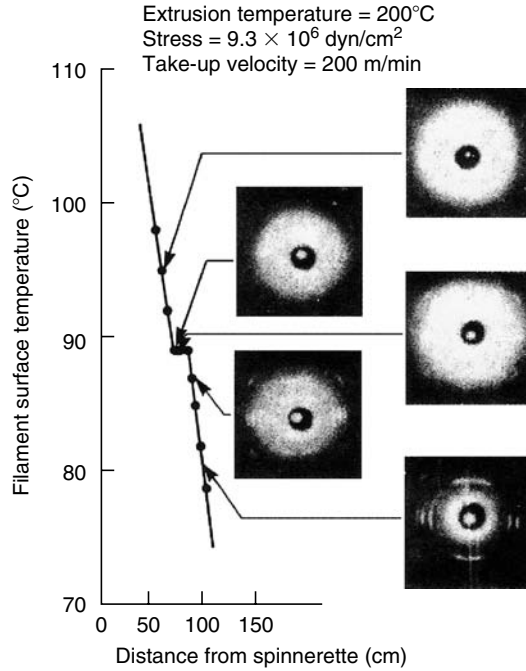 Extrusion temperature = 200°C
Stress = 9.3 × 10⁶ dyn/cm²
Take-up velocity = 200 m/min
110
100
90
80
70
Filament surface temperature (°C)
0 50 100 150
Distance from spinnerette (cm)